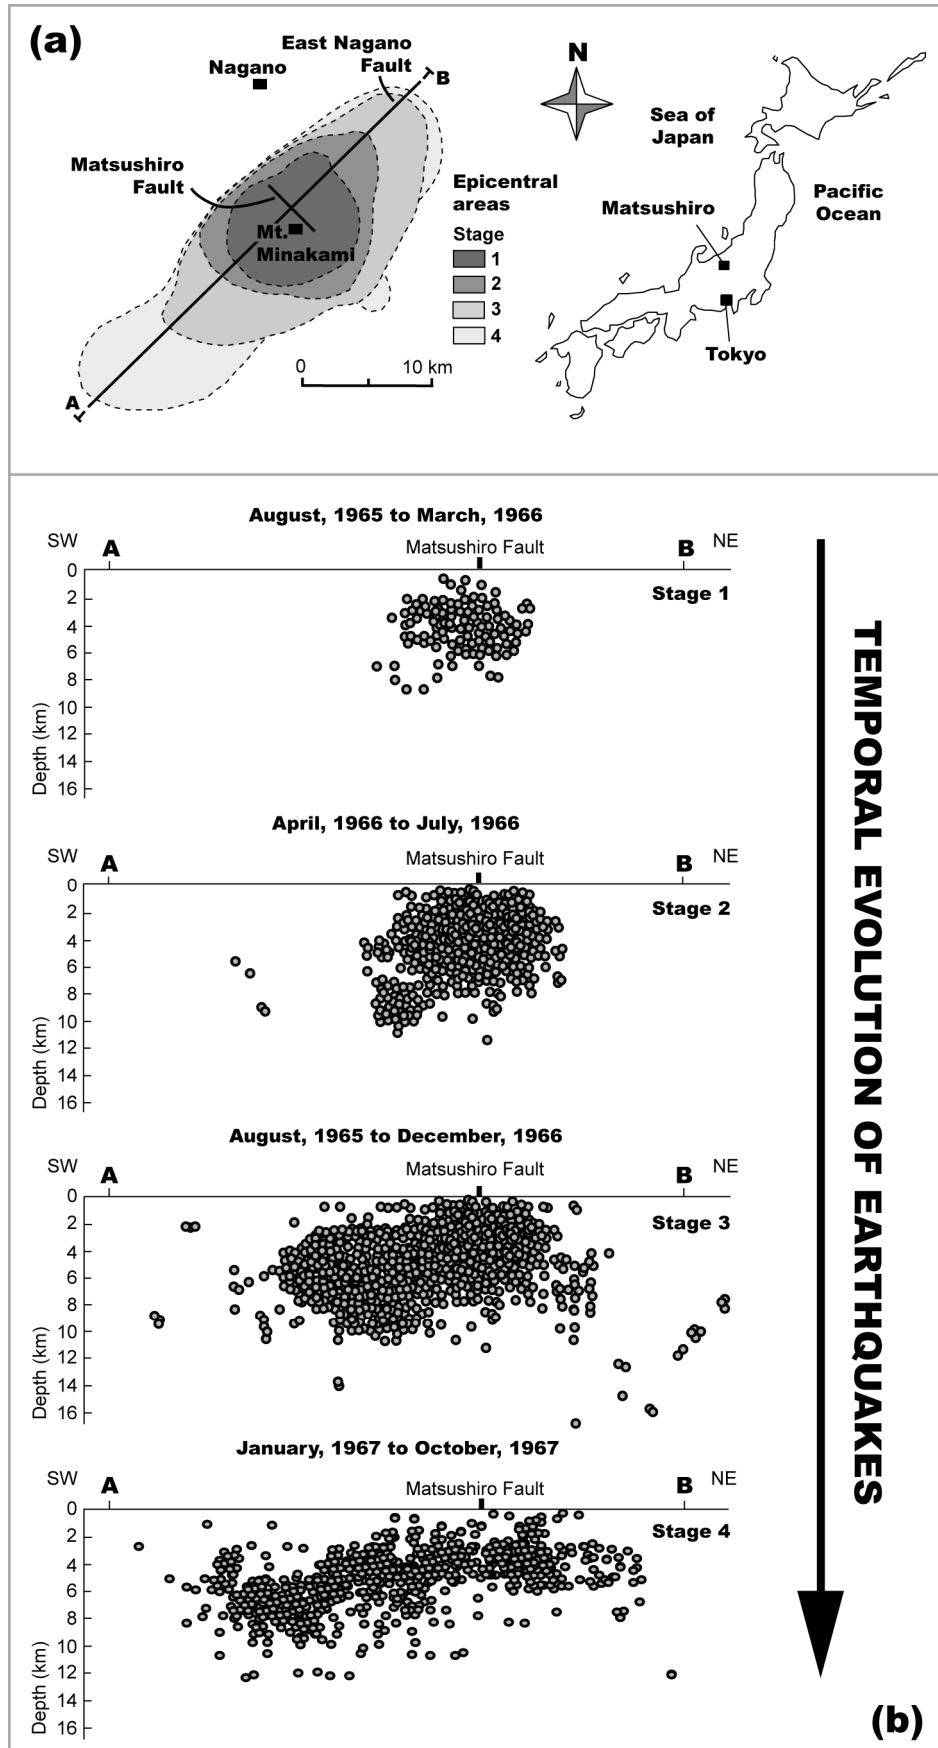 (a)
East Nagano
Fault
Nagano
B
Matsushiro
Fault
Mt.
Minakami
A
Epicentral
areas
Stage
1
2
3
4
0 10 km
N
Sea of
Japan
Pacific
Ocean
Matsushiro
Tokyo
August, 1965 to March, 1966
SW A Matsushiro Fault B NE
Stage 1
0
2
4
6
8
10
12
14
16
Depth (km)
April, 1966 to July, 1966
SW A Matsushiro Fault B NE
Stage 2
0
2
4
6
8
10
12
14
16
Depth (km)
August, 1965 to December, 1966
SW A Matsushiro Fault B NE
Stage 3
0
2
4
6
8
10
12
14
16
Depth (km)
January, 1967 to October, 1967
SW A Matsushiro Fault B NE
Stage 4
0
2
4
6
8
10
12
14
16
Depth (km)
TEMPORAL EVOLUTION OF EARTHQUAKES
(b)